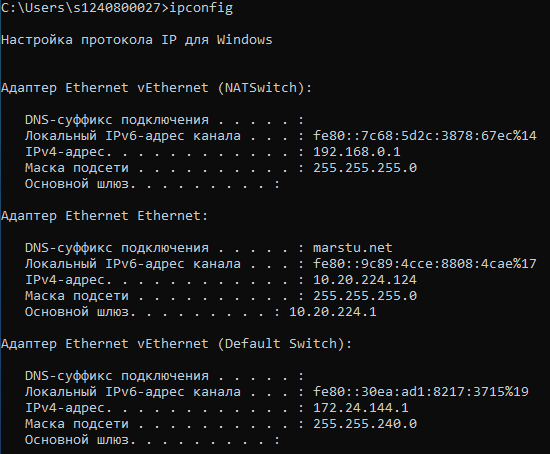 C:\Users\s1240800027>ipconfig
Настройка протокола IP для Windows
Адаптер Ethernet vEthernet (NATSwitch):
DNS-суффикс подключения . . . . . :
Локальный IPv6-адрес канала . . . : fe80::7c68:5d2c:3878:67ec%14
IPv4-адрес. . . . . . . . . . . . : 192.168.0.1
Маска подсети . . . . . . . . . . : 255.255.255.0
Основной шлюз. . . . . . . . . :
Адаптер Ethernet Ethernet:
DNS-суффикс подключения . . . . . : marstu.net
Локальный IPv6-адрес канала . . . : fe80::9c89:4cce:8808:4cae%17
IPv4-адрес. . . . . . . . . . . . : 10.20.224.124
Маска подсети . . . . . . . . . . : 255.255.255.0
Основной шлюз. . . . . . . . . : 10.20.224.1
Адаптер Ethernet vEthernet (Default Switch):
DNS-суффикс подключения . . . . . :
Локальный IPv6-адрес канала . . . : fe80::30ea:ad1:8217:3715%19
IPv4-адрес. . . . . . . . . . . . : 172.24.144.1
Маска подсети . . . . . . . . . . : 255.255.240.0
Основной шлюз. . . . . . . . . :